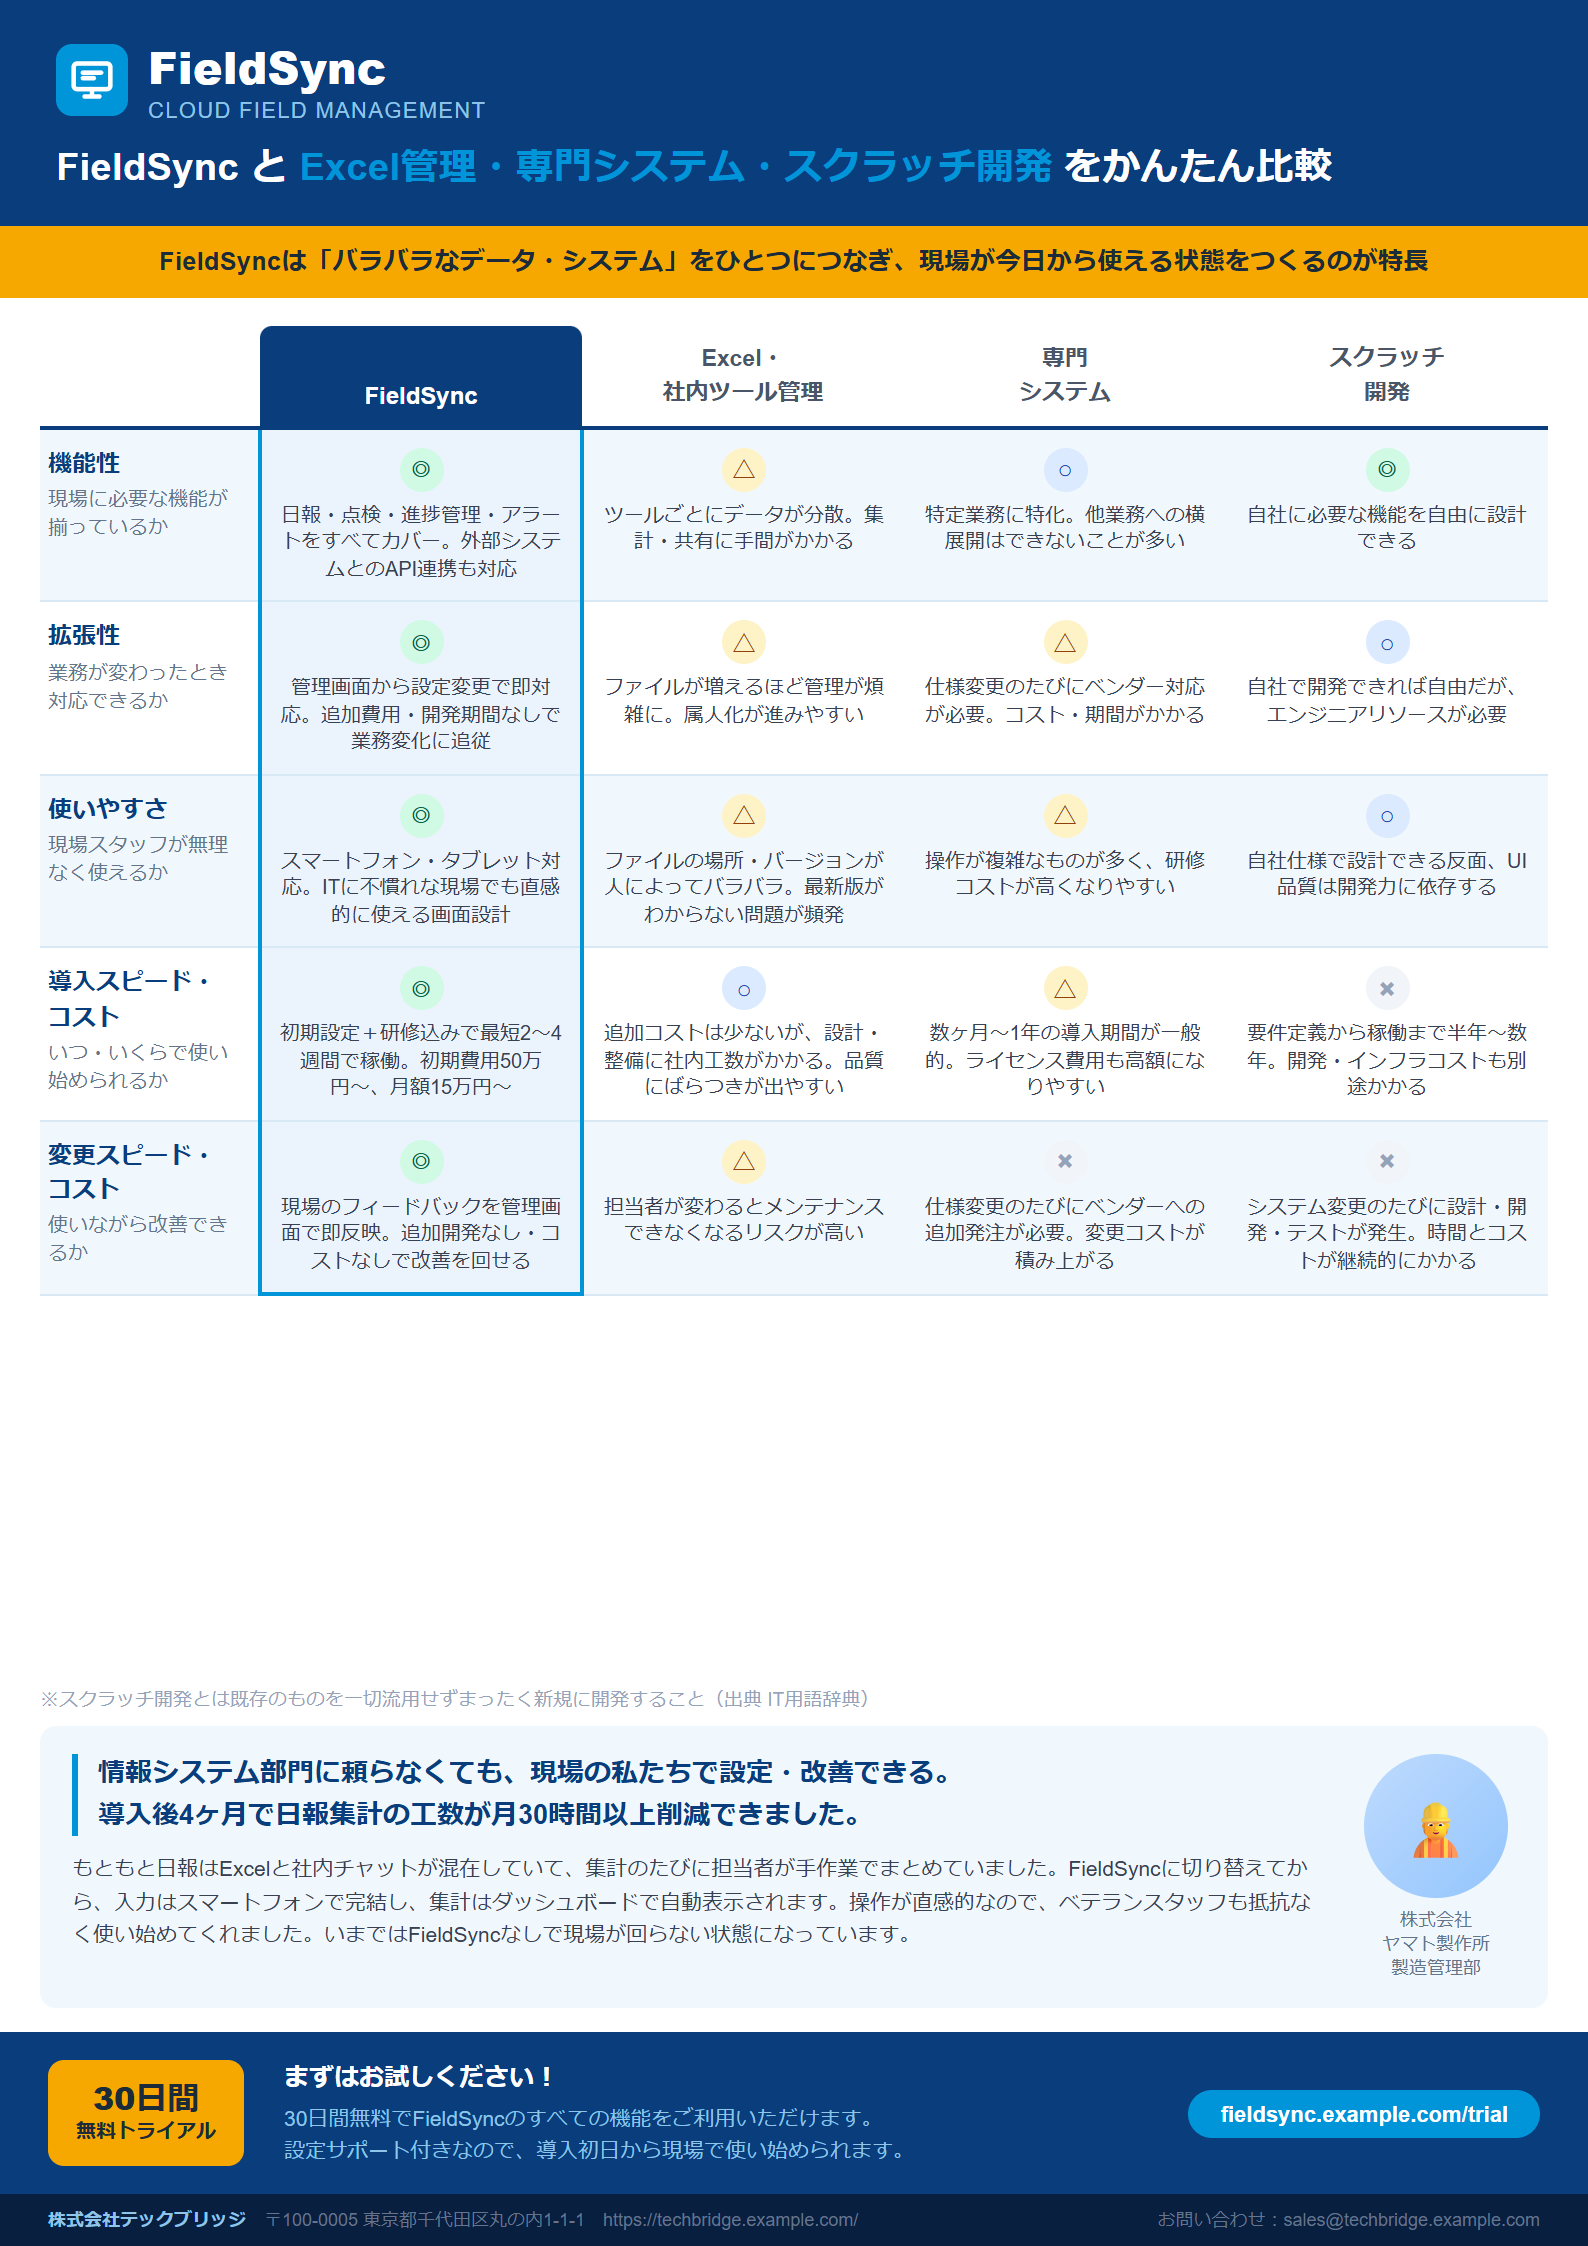 FieldSync
CLOUD FIELD MANAGEMENT
FieldSync と Excel管理・専門システム・スクラッチ開発 をかんたん比較
FieldSyncは「バラバラなデータ・システム」をひとつにつなぎ、現場が今日から使える状態をつくるのが特長
FieldSync
Excel・
社内ツール管理
専門
システム
スクラッチ
開発
機能性
現場に必要な機能が
揃っているか
◎
日報・点検・進捗管理・アラー
トをすべてカバー。外部システ
ムとのAPI連携も対応
△
ツールごとにデータが分散。集
計・共有に手間がかかる
○
特定業務に特化。他業務への横
展開はできないことが多い
◎
自社に必要な機能を自由に設計
できる
拡張性
業務が変わったとき
対応できるか
◎
管理画面から設定変更で即対
応。追加費用・開発期間なしで
業務変化に追従
△
ファイルが増えるほど管理が煩
雑に。属人化が進みやすい
△
仕様変更のたびにベンダー対応
が必要。コスト・期間がかかる
○
自社で開発できれば自由だが、
エンジニアリソースが必要
使いやすさ
現場スタッフが無理
なく使えるか
◎
スマートフォン・タブレット対
応。ITに不慣れな現場でも直感
的に使える画面設計
△
ファイルの場所・バージョンが
人によってバラバラ。最新版が
わからない問題が頻発
△
操作が複雑なものが多く、研修
コストが高くなりやすい
○
自社仕様で設計できる反面、UI
品質は開発力に依存する
導入スピード・
コスト
いつ・いくらで使い
始められるか
◎
初期設定＋研修込みで最短2〜4
週間で稼働。初期費用50万
円〜、月額15万円〜
○
追加コストは少ないが、設計・
整備に社内工数がかかる。品質
にばらつきが出やすい
△
数ヶ月〜1年の導入期間が一般
的。ライセンス費用も高額にな
りやすい
✖
要件定義から稼働まで半年〜数
年。開発・インフラコストも別
途かかる
変更スピード・
コスト
使いながら改善でき
るか
◎
現場のフィードバックを管理画
面で即反映。追加開発なし・コ
ストなしで改善を回せる
△
担当者が変わるとメンテナンス
できなくなるリスクが高い
✖
仕様変更のたびにベンダーへの
追加発注が必要。変更コストが
積み上がる
✖
システム変更のたびに設計・開
発・テストが発生。時間とコス
トが継続的にかかる
※スクラッチ開発とは既存のものを一切流用せずまったく新規に開発すること（出典 IT用語辞典）
情報システム部門に頼らなくても、現場の私たちで設定・改善できる。
導入後4ヶ月で日報集計の工数が月30時間以上削減できました。
もともと日報はExcelと社内チャットが混在していて、集計のたびに担当者が手作業でまとめていました。FieldSyncに切り替えてか
ら、入力はスマートフォンで完結し、集計はダッシュボードで自動表示されます。操作が直感的なので、ベテランスタッフも抵抗な
く使い始めてくれました。いまではFieldSyncなしで現場が回らない状態になっています。
株式会社
ヤマト製作所
製造管理部
30日間
無料トライアル
まずはお試しください！
30日間無料でFieldSyncのすべての機能をご利用いただけます。
設定サポート付きなので、導入初日から現場で使い始められます。
fieldsync.example.com/trial
株式会社テックブリッジ 〒100-0005 東京都千代田区丸の内1-1-1 https://techbridge.example.com/
お問い合わせ：sales@techbridge.example.com